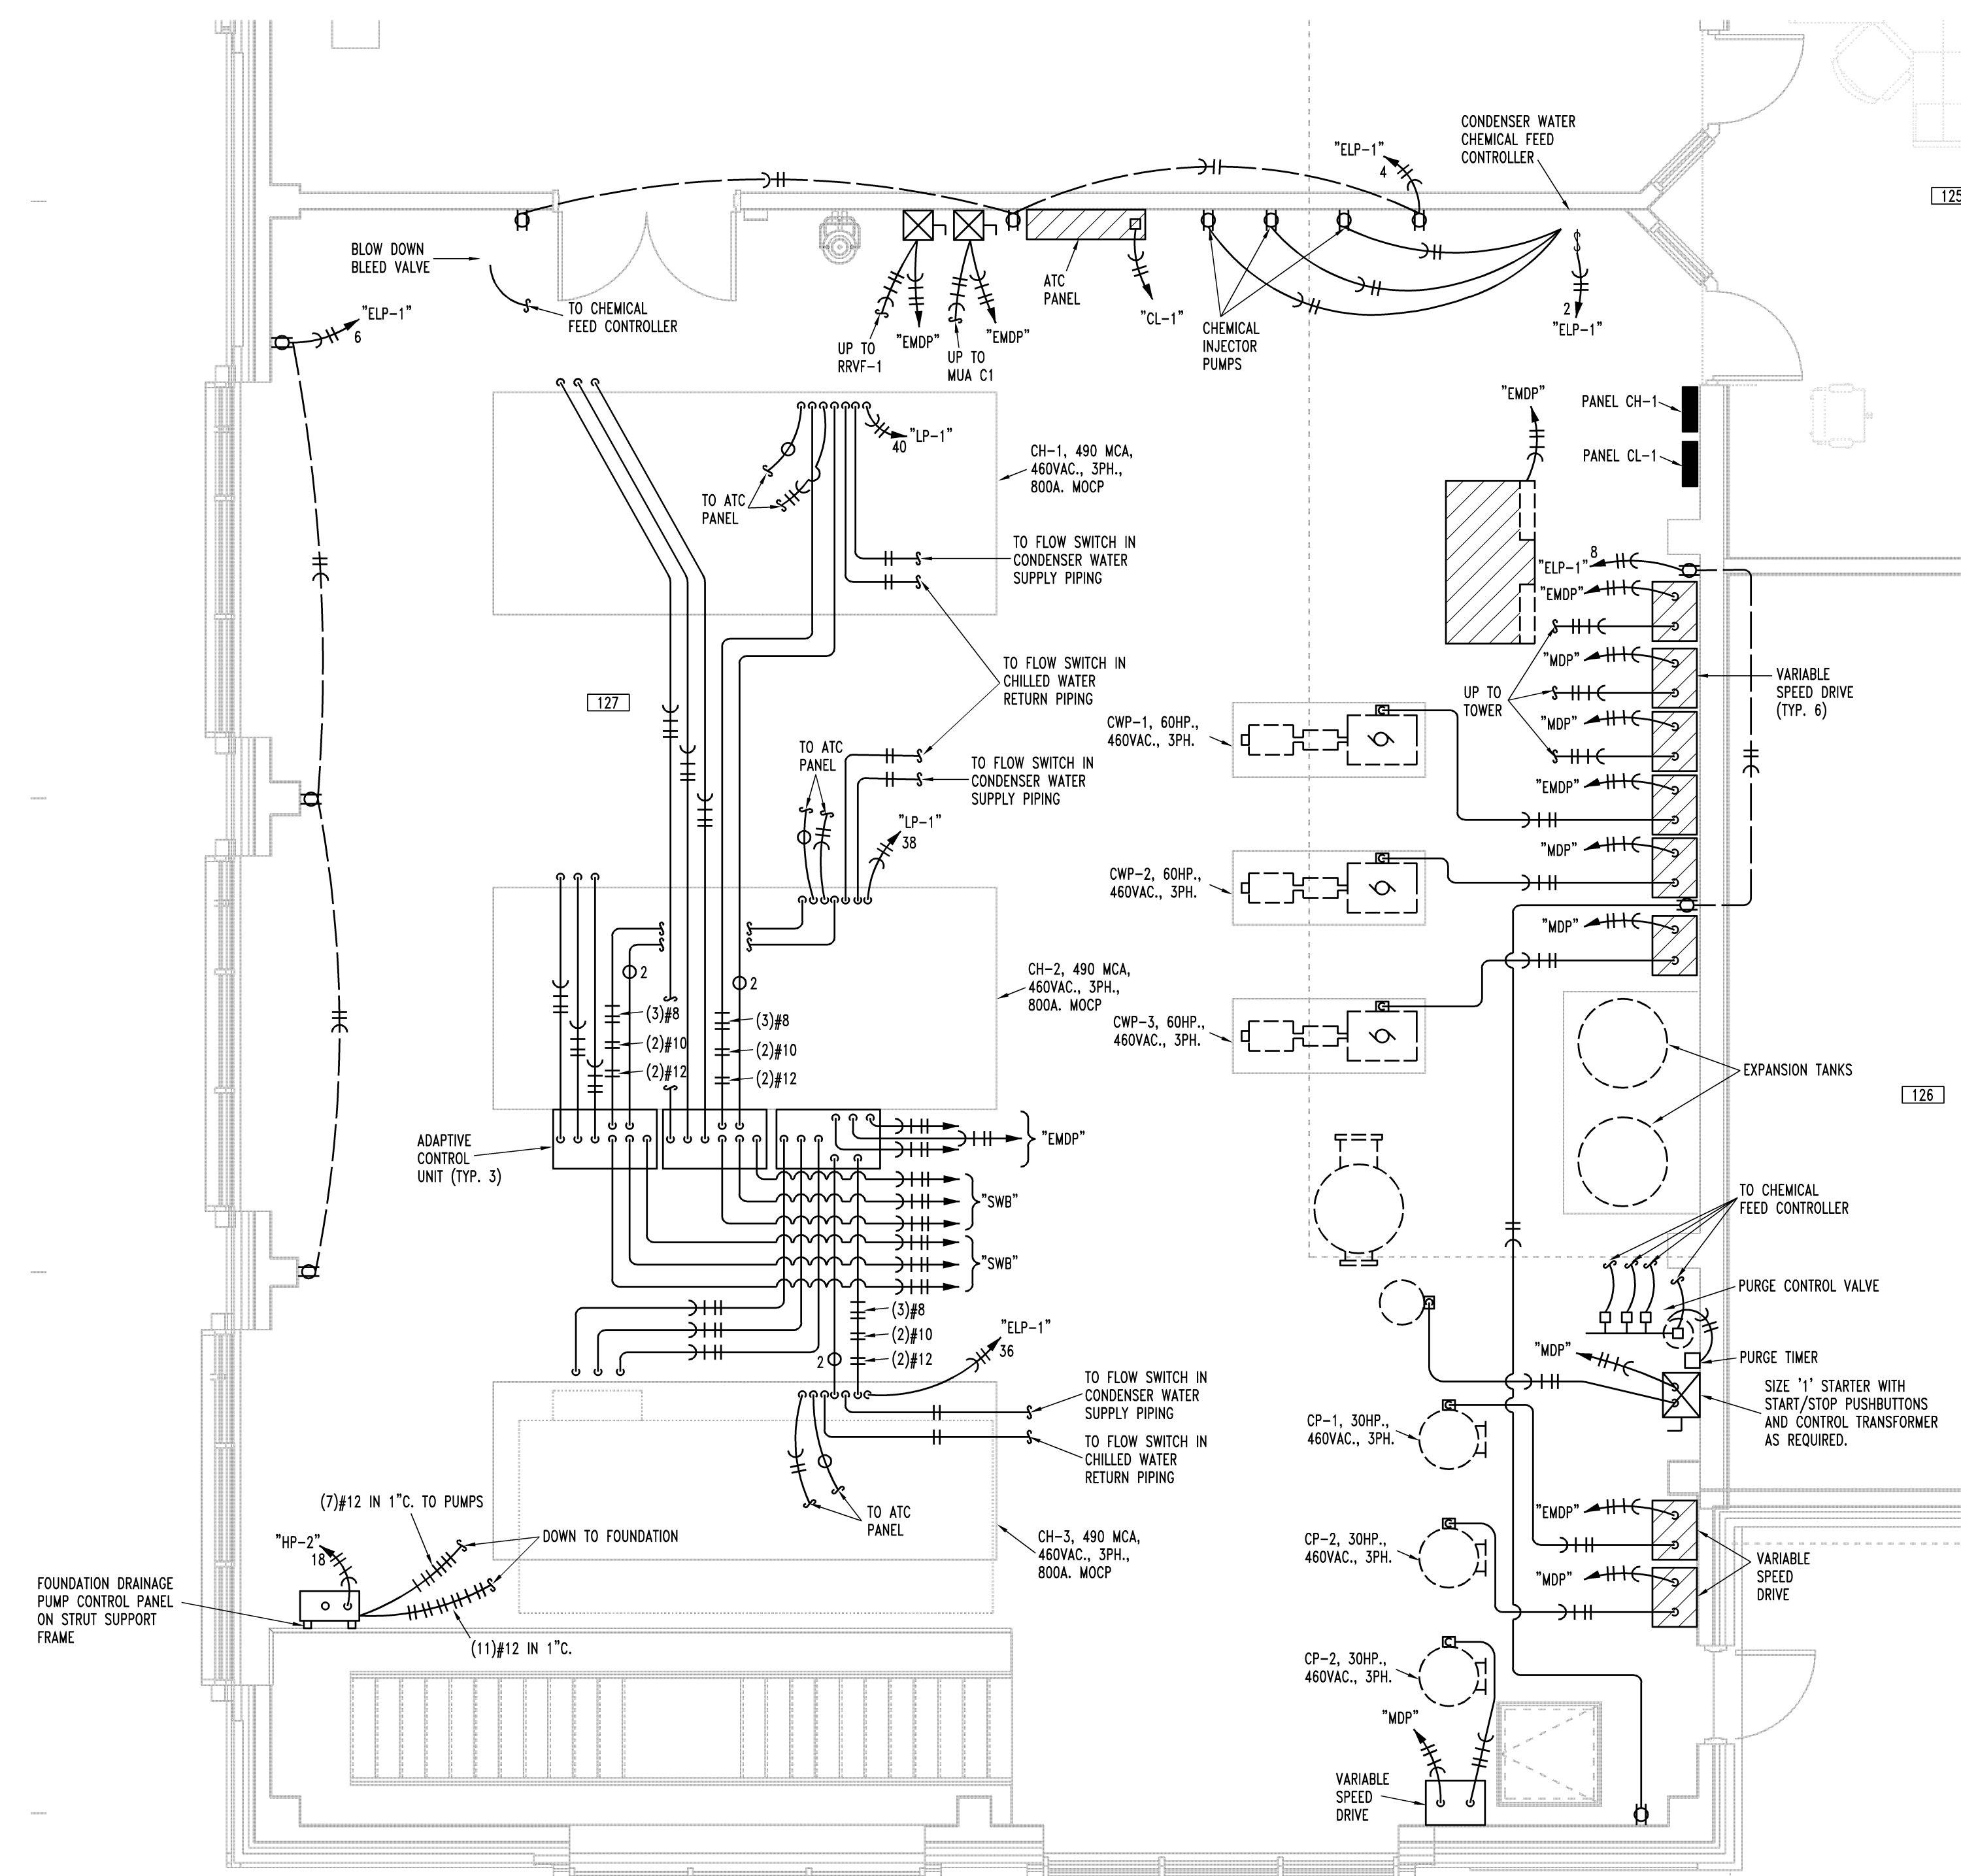 CONDENSER WATER
CHEMICAL FEED
CONTROLLER
"ELP-1"
4
125
BLOW DOWN
BLEED VALVE
TO CHEMICAL
FEED CONTROLLER
"ELP-1"
6
UP TO
RRVF-1
"EMDP"
UP TO
MUA C1
"EMDP"
ATC
PANEL
"CL-1"
CHEMICAL
INJECTOR
PUMPS
2
"ELP-1"
"EMDP"
PANEL CH-1
PANEL CL-1
"LP-1"
40
TO ATC
PANEL
CH-1, 490 MCA,
460VAC., 3PH.,
800A. MOCP
TO FLOW SWITCH IN
CONDENSER WATER
SUPPLY PIPING
TO FLOW SWITCH IN
CHILLED WATER
RETURN PIPING
8
"ELP-1"
"EMDP"
"MDP"
"MDP"
"EMDP"
"MDP"
"MDP"
UP TO
TOWER
VARIABLE
SPEED DRIVE
(TYP. 6)
127
CWP-1, 60HP.,
460VAC., 3PH.
TO ATC
PANEL
TO FLOW SWITCH IN
CONDENSER WATER
SUPPLY PIPING
"LP-1"
38
CWP-2, 60HP.,
460VAC., 3PH.
2
2
(3)#8
(2)#10
(2)#12
(3)#8
(2)#10
(2)#12
CH-2, 490 MCA,
460VAC., 3PH.,
800A. MOCP
CWP-3, 60HP.,
460VAC., 3PH.
EXPANSION TANKS
126
ADAPTIVE
CONTROL
UNIT (TYP. 3)
"EMDP"
"SWB"
"SWB"
TO CHEMICAL
FEED CONTROLLER
PURGE CONTROL VALVE
(3)#8
(2)#10
(2)#12
2
"ELP-1"
36
"MDP"
PURGE TIMER
SIZE '1' STARTER WITH
START/STOP PUSHBUTTONS
AND CONTROL TRANSFORMER
AS REQUIRED.
TO FLOW SWITCH IN
CONDENSER WATER
SUPPLY PIPING
TO FLOW SWITCH IN
CHILLED WATER
RETURN PIPING
CP-1, 30HP.,
460VAC., 3PH.
TO ATC
PANEL
CH-3, 490 MCA,
460VAC., 3PH.,
800A. MOCP
(7)#12 IN 1"C. TO PUMPS
"HP-2"
18
DOWN TO FOUNDATION
FOUNDATION DRAINAGE
PUMP CONTROL PANEL
ON STRUT SUPPORT
FRAME
(11)#12 IN 1"C.
"EMDP"
CP-2, 30HP.,
460VAC., 3PH.
"MDP"
VARIABLE
SPEED
DRIVE
CP-2, 30HP.,
460VAC., 3PH.
"MDP"
VARIABLE
SPEED
DRIVE